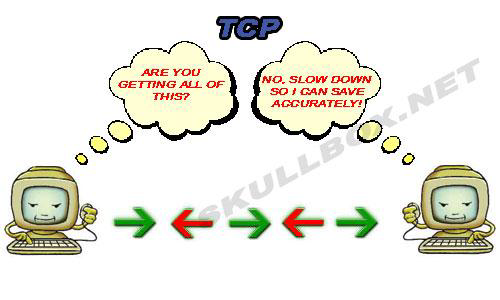 TCP
ARE YOU
GETTING ALL OF
THIS?
NO, SLOW DOWN
SO I CAN SAVE
ACCURATELY!
SKULLBOX.NET